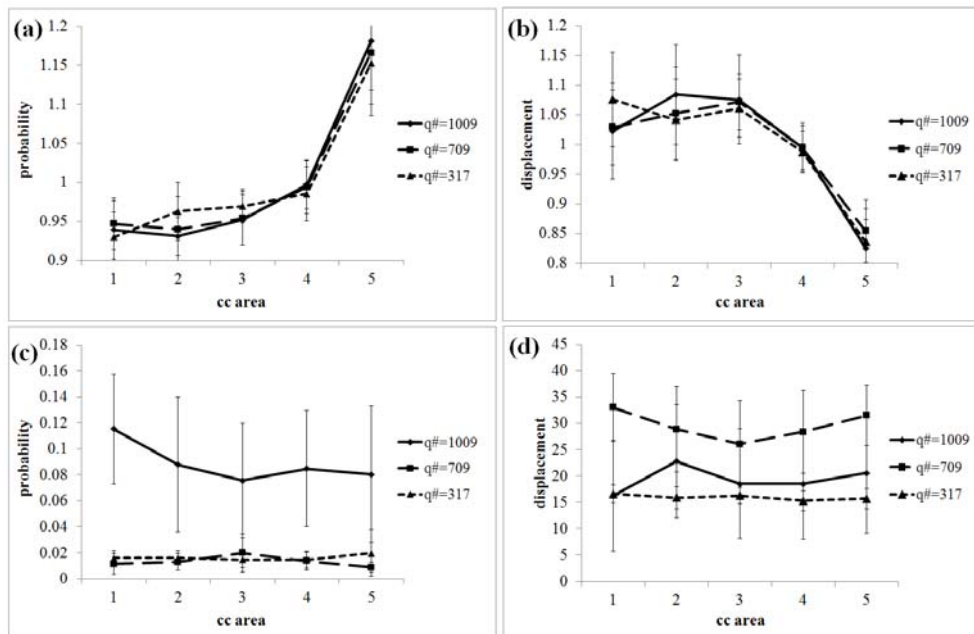 (a)
probability
1.2
1.15
1.1
1.05
1
0.95
0.9
1 2 3 4 5
cc area
q#=1009
q#=709
q#=317
(b)
displacement
1.2
1.15
1.1
1.05
1
0.95
0.9
0.85
0.8
1 2 3 4 5
cc area
q#=1009
q#=709
q#=317
(c)
probability
0.18
0.16
0.14
0.12
0.1
0.08
0.06
0.04
0.02
0
1 2 3 4 5
cc area
q#=1009
q#=709
q#=317
(d)
displacement
45
40
35
30
25
20
15
10
5
0
1 2 3 4 5
cc area
q#=1009
q#=709
q#=317